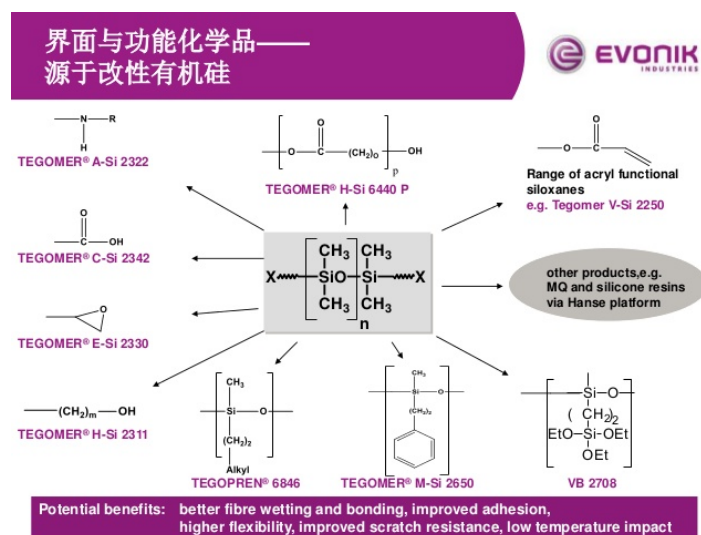 界面与功能化学品——
源于改性有机硅
EVONIK
INDUSTRIES
N
R
H
TEGOMER® A-Si 2322
O
O
C
(CH₂)o
OH
p
TEGOMER® H-Si 6440 P
O
O
C
Range of acryl functional
siloxanes
e.g. Tegomer V-Si 2250
O
C
OH
TEGOMER® C-Si 2342
CH₃ CH₃
X SiO Si X
CH₃ CH₃
n
other products,e.g.
MQ and silicone resins
via Hanse platform
O
TEGOMER® E-Si 2330
(CH₂)m OH
TEGOMER® H-Si 2311
CH₃
Si O
(CH₂)₂
Alkyl
TEGOPREN® 6846
CH₃
Si O
(CH₂)₂
TEGOMER® M-Si 2650
Si–O
( CH₂)₂
EtO–Si–OEt
OEt
VB 2708
Potential benefits: better fibre wetting and bonding, improved adhesion,
higher flexibility, improved scratch resistance, low temperature impact